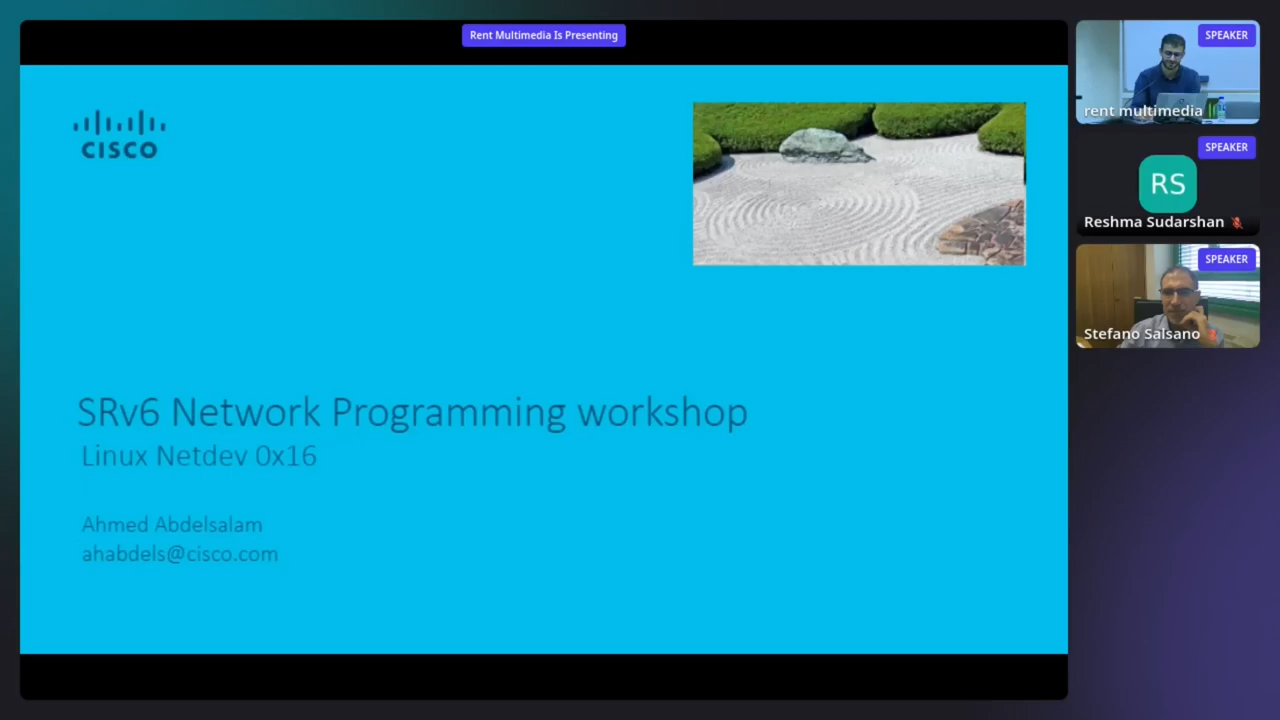 Rent Multimedia Is Presenting
CISCO
SRv6 Network Programming workshop
Linux Netdev 0x16
Ahmed Abdelsalam
ahabdels@cisco.com
SPEAKER
rent multimedia
SPEAKER
RS
Reshma Sudarshan
SPEAKER
Stefano Salsano